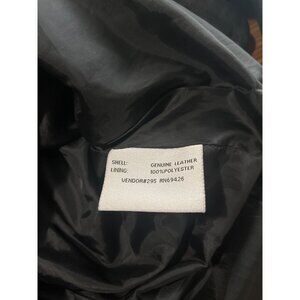 SHELL: GENUINE LEATHER
LINING: 100%POLYESTER
VENDOR#295 RN69426